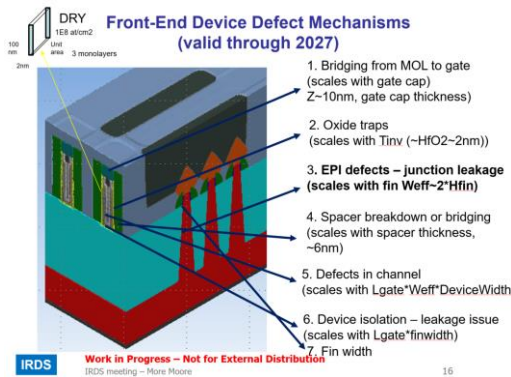 DRY
1E8 at/cm2
Unit
area
100
nm
3 monolayers
2nm
Front-End Device Defect Mechanisms
(valid through 2027)
1. Bridging from MOL to gate
(scales with gate cap)
Z~10nm, gate cap thickness)
2. Oxide traps
(scales with Tinv (~HfO2~2nm))
3. EPI defects – junction leakage
(scales with fin Weff~2*Hfin)
4. Spacer breakdown or bridging
(scales with spacer thickness,
~6nm)
5. Defects in channel
(scales with Lgate*Weff*DeviceWidth
6. Device isolation – leakage issue
(scales with Lgate*finwidth)
7. Fin width
IRDS
Work in Progress – Not for External Distribution
IRDS meeting – More Moore
16